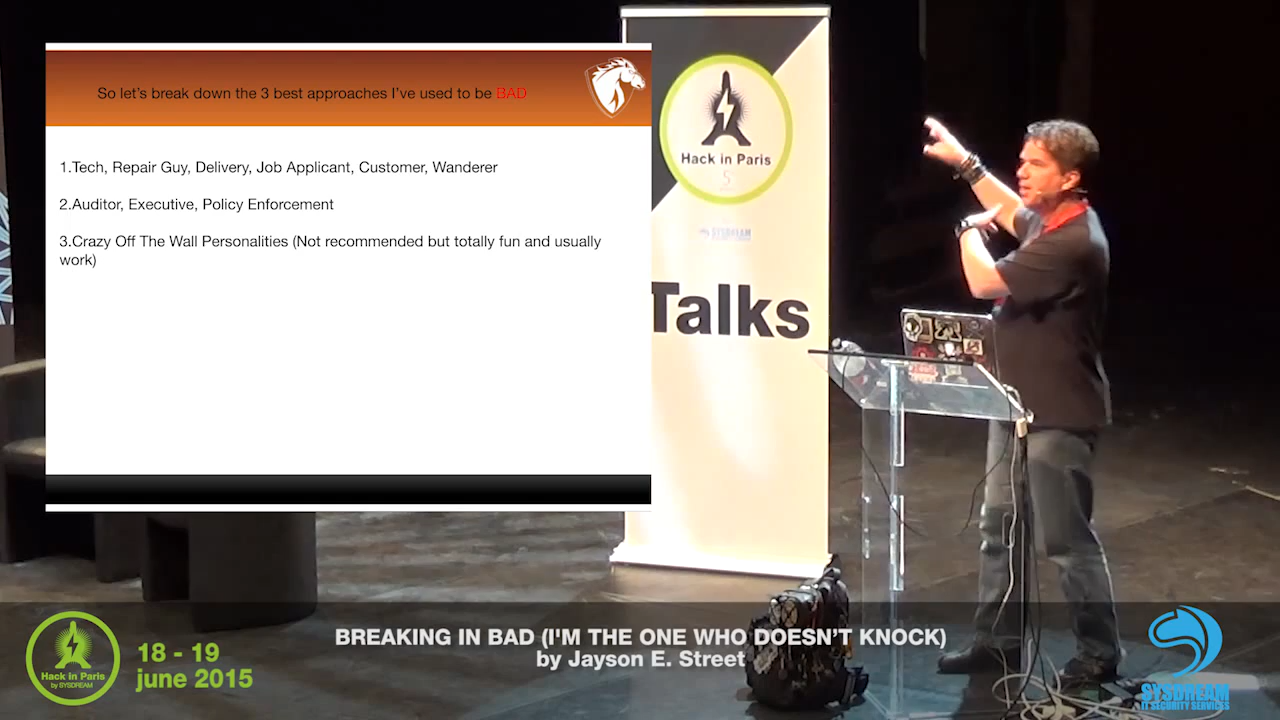 So let's break down the 3 best approaches I've used to be BAD
1.Tech, Repair Guy, Delivery, Job Applicant, Customer, Wanderer
2.Auditor, Executive, Policy Enforcement
3.Crazy Off The Wall Personalities (Not recommended but totally fun and usually
work)
Hack in Paris
SYSDREAM
Talks
BREAKING IN BAD (I'M THE ONE WHO DOESN'T KNOCK)
by Jayson E. Street
Hack in Paris
by SYSDREAM
18 - 19
june 2015
SYSDREAM
IT SECURITY SERVICES